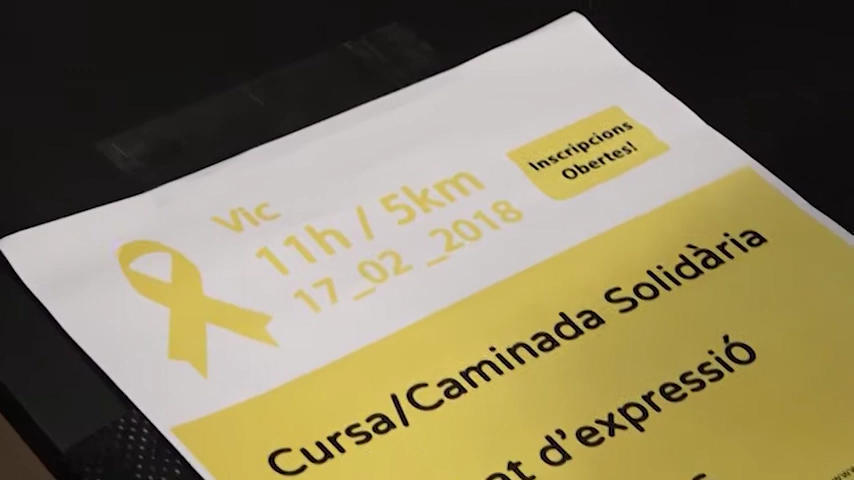 Vic
11h / 5km
17_02 _2018
Inscripcions
Obertes!
Cursa/Caminada Solidària
d'expressió